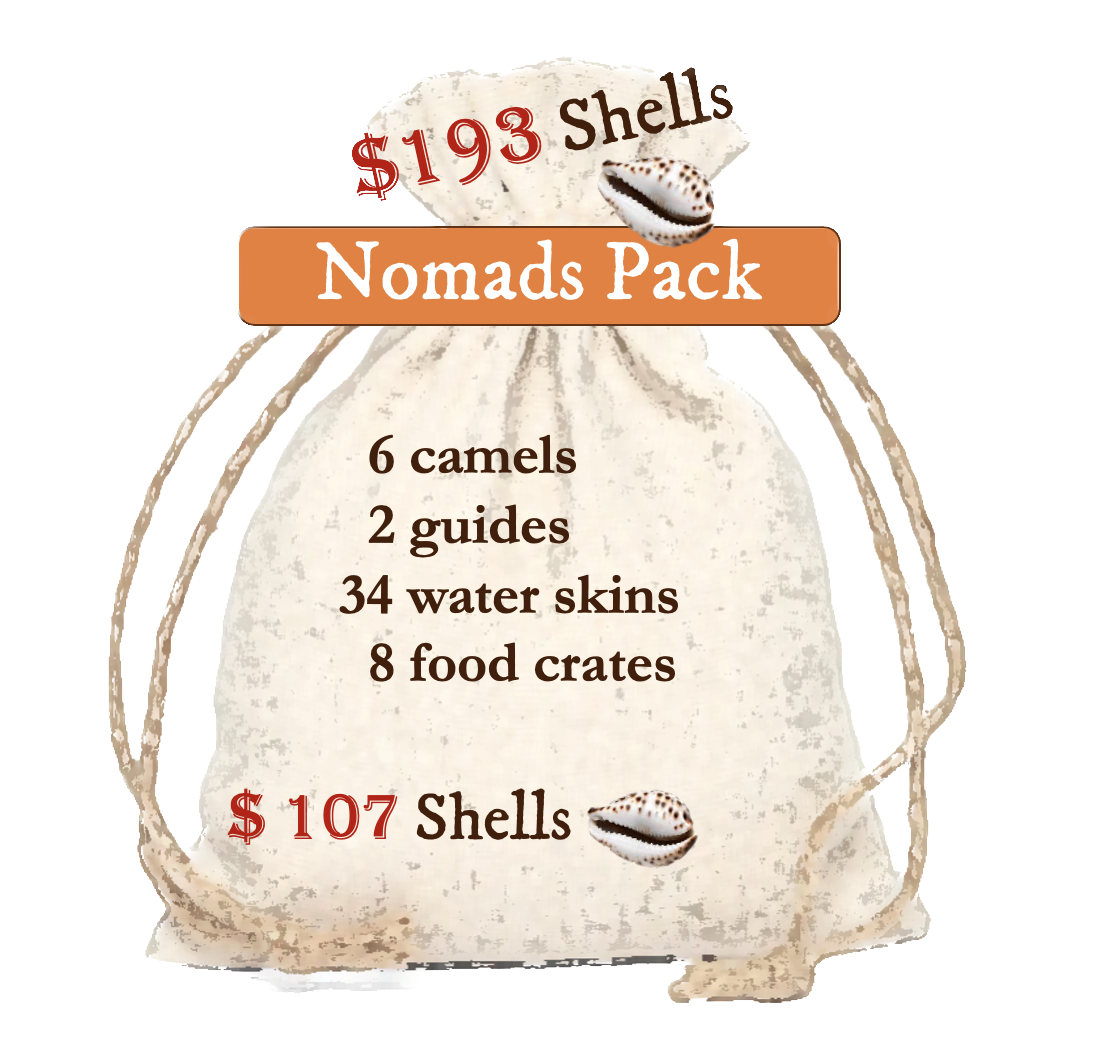 $193 Shells
Nomads Pack
6 camels
2 guides
34 water skins
8 food crates
$ 107 Shells